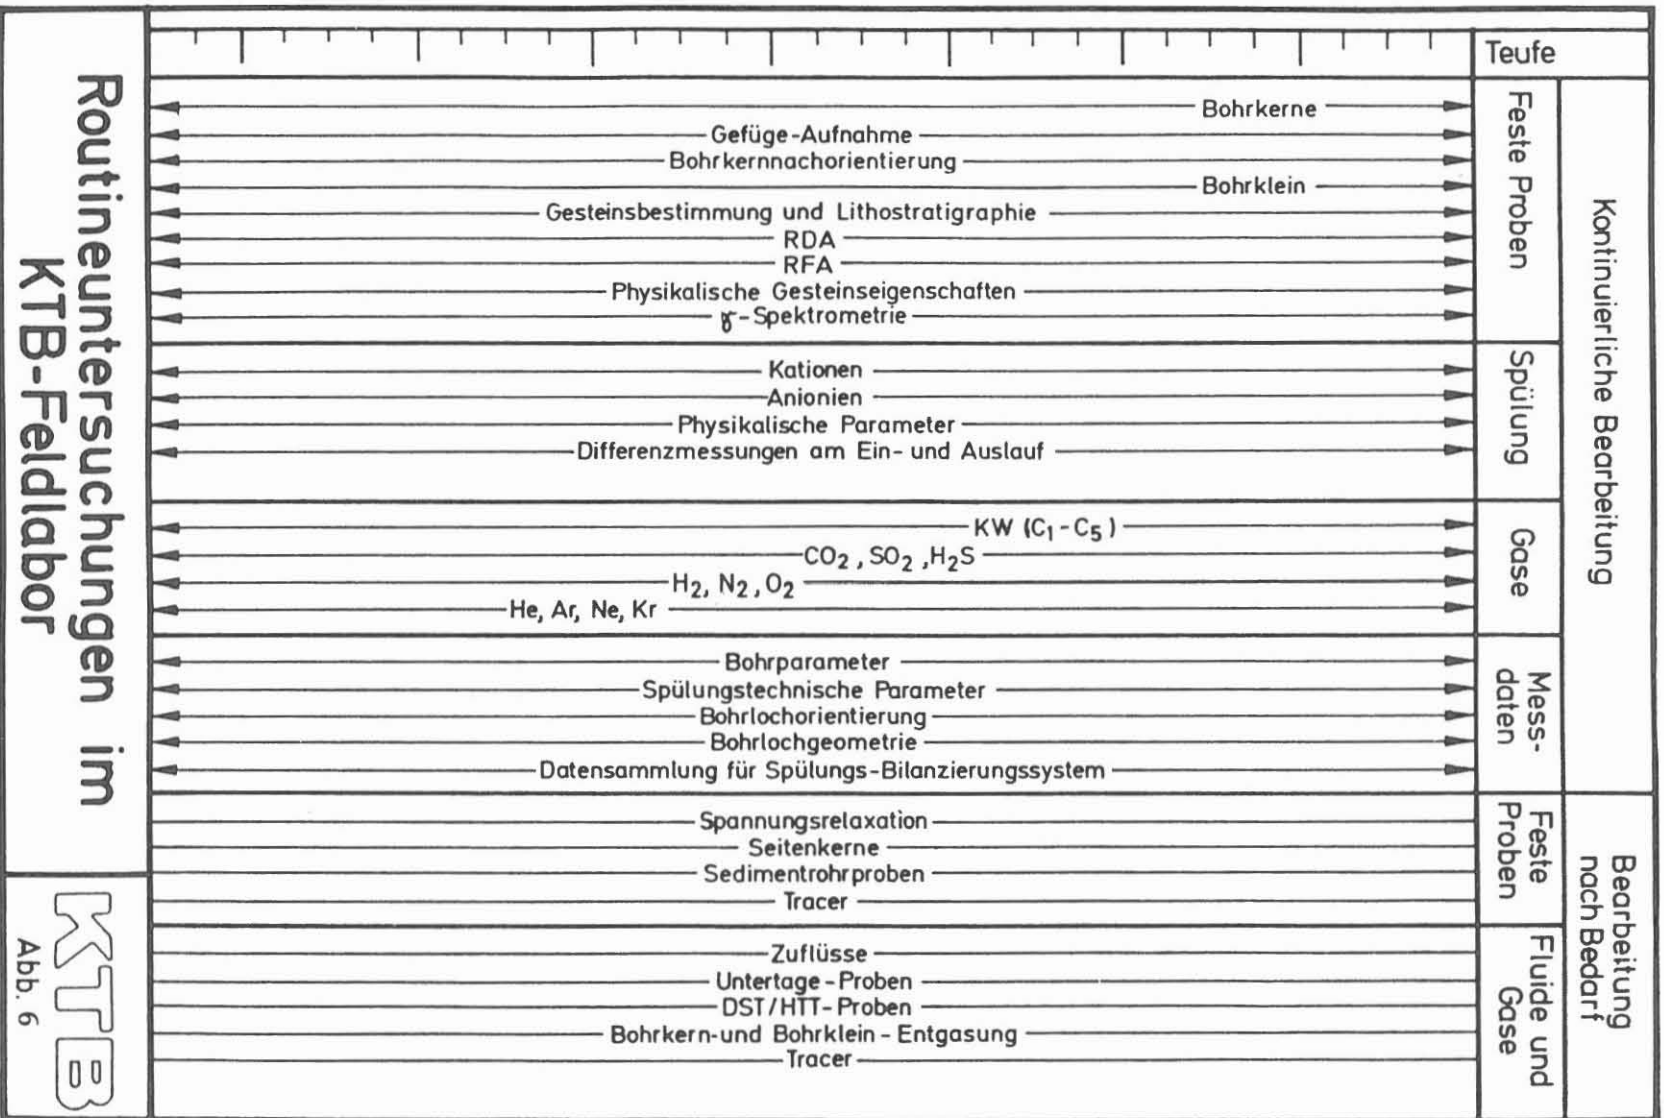 Teufe
Kontinuierliche Bearbeitung
Feste Proben
Bohrkerne
Gefüge-Aufnahme
Bohrkernnachorientierung
Bohrklein
Gesteinsbestimmung und Lithostratigraphie
RDA
RFA
Physikalische Gesteinseigenschaften
γ-Spektrometrie
Spülung
Kationen
Anionien
Physikalische Parameter
Differenzmessungen am Ein- und Auslauf
Gase
KW (C₁-C₅)
CO₂, SO₂, H₂S
H₂, N₂, O₂
He, Ar, Ne, Kr
Mess-
daten
Bohrparameter
Spülungstechnische Parameter
Bohrlochorientierung
Bohrlochgeometrie
Datensammlung für Spülungs-Bilanzierungssystem
Bearbeitung
nach Bedarf
Feste
Proben
Spannungsrelaxation
Seitenkerne
Sedimentrohrproben
Tracer
Fluide und
Gase
Zuflüsse
Untertage-Proben
DST/HTT-Proben
Bohrkern-und Bohrklein-Entgasung
Tracer
Routineuntersuchungen im
KTB-Feldlabor
KTB
Abb. 6